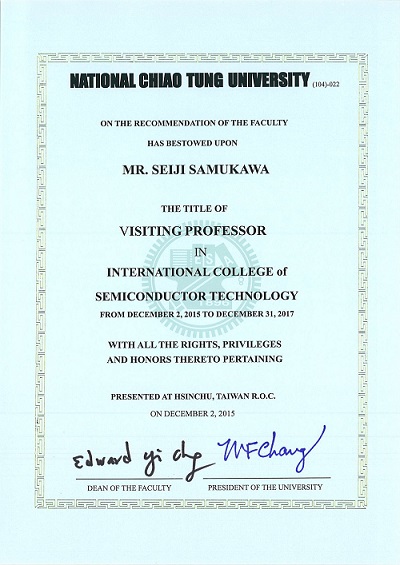 NATIONAL CHIAO TUNG UNIVERSITY (104)-022
ON THE RECOMMENDATION OF THE FACULTY
HAS BESTOWED UPON
MR. SEIJI SAMUKAWA
THE TITLE OF
VISITING PROFESSOR
IN
INTERNATIONAL COLLEGE of
SEMICONDUCTOR TECHNOLOGY
FROM DECEMBER 2, 2015 TO DECEMBER 31, 2017
WITH ALL THE RIGHTS, PRIVILEGES
AND HONORS THERETO PERTAINING
PRESENTED AT HSINCHU, TAIWAN R.O.C.
ON DECEMBER 2, 2015
Edward yi MFChang
DEAN OF THE FACULTY PRESIDENT OF THE UNIVERSITY